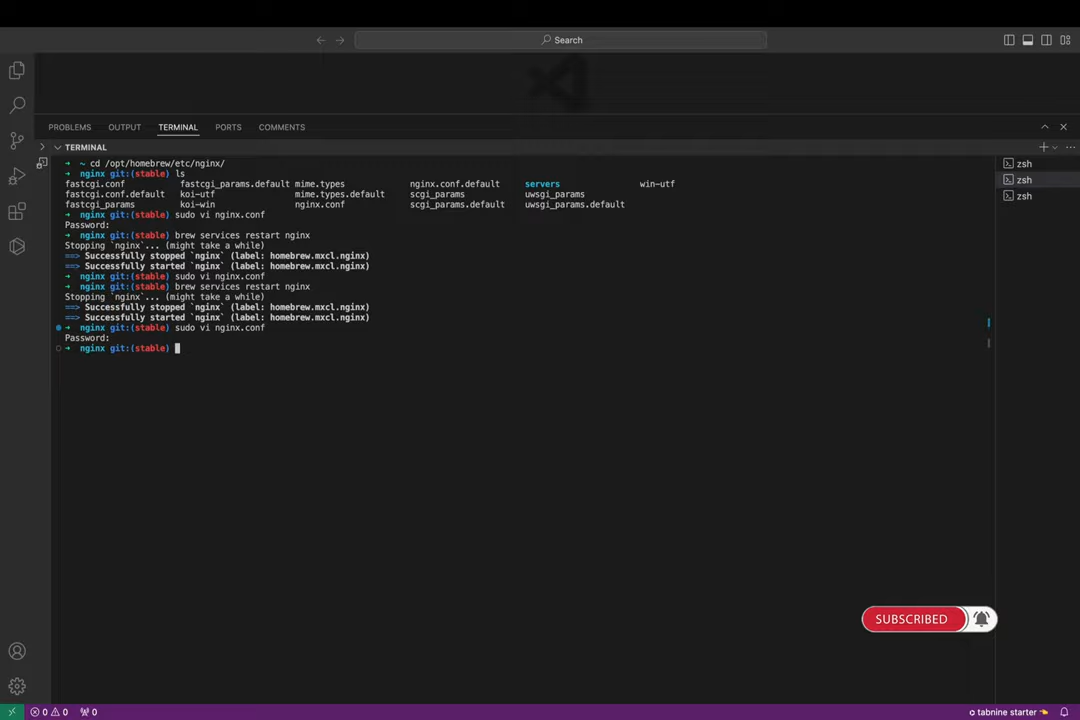 Search
PROBLEMS OUTPUT TERMINAL PORTS COMMENTS
TERMINAL
→ ~ cd /opt/homebrew/etc/nginx/
→ nginx git:(stable) ls
fastcgi.conf fastcgi_params.default mime.types nginx.conf.default servers win-utf
fastcgi.conf.default koi-utf mime.types.default scgi_params uwsgi_params
fastcgi_params koi-win nginx.conf scgi_params.default uwsgi_params.default
→ nginx git:(stable) sudo vi nginx.conf
Password:
→ nginx git:(stable) brew services restart nginx
Stopping `nginx`... (might take a while)
==> Successfully stopped `nginx` (label: homebrew.mxcl.nginx)
==> Successfully started `nginx` (label: homebrew.mxcl.nginx)
→ nginx git:(stable) sudo vi nginx.conf
→ nginx git:(stable) brew services restart nginx
Stopping `nginx`... (might take a while)
==> Successfully stopped `nginx` (label: homebrew.mxcl.nginx)
==> Successfully started `nginx` (label: homebrew.mxcl.nginx)
→ nginx git:(stable) sudo vi nginx.conf
Password:
→ nginx git:(stable)
zsh
zsh
zsh
SUBSCRIBED
0 0 0 tabnine starter